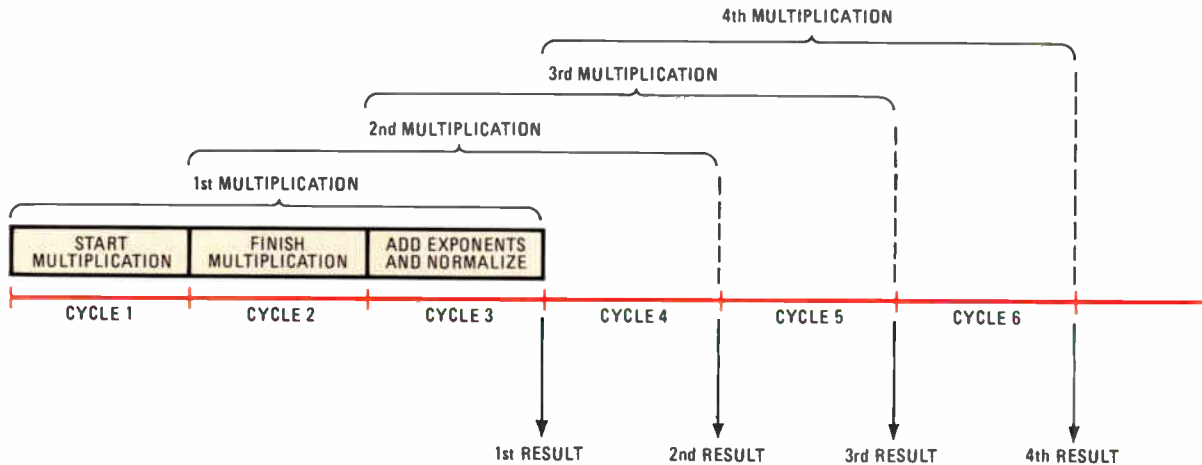 4th MULTIPLICATION
3rd MULTIPLICATION
2nd MULTIPLICATION
1st MULTIPLICATION
START
MULTIPLICATION
FINISH
MULTIPLICATION
ADD EXPONENTS
AND NORMALIZE
CYCLE 1
CYCLE 2
CYCLE 3
CYCLE 4
CYCLE 5
CYCLE 6
1st RESULT
2nd RESULT
3rd RESULT
4th RESULT